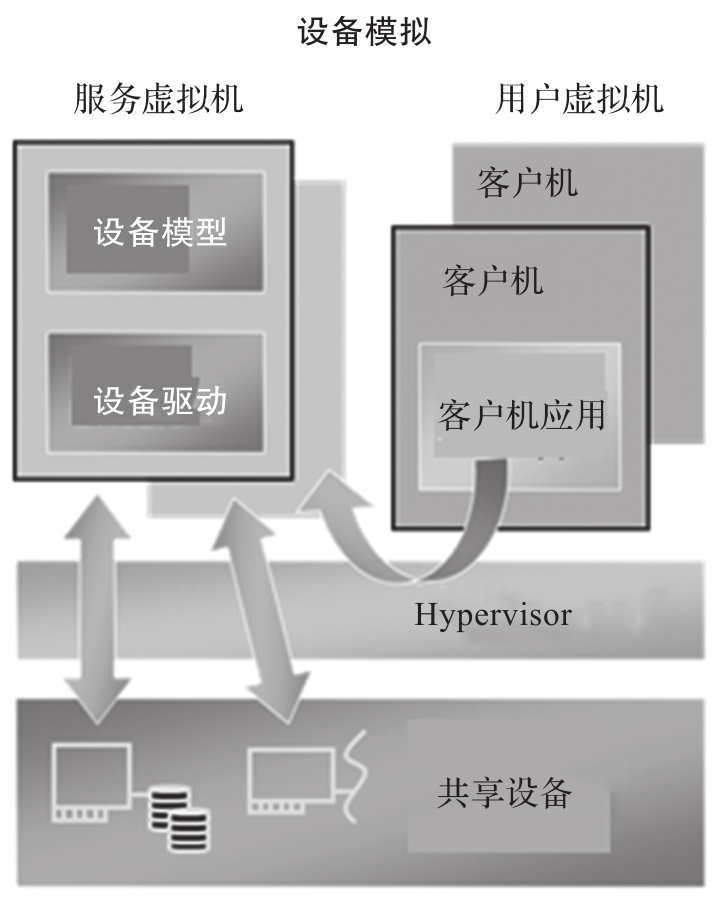 设备模拟
服务虚拟机
用户虚拟机
设备模型
设备驱动
客户机
客户机
客户机应用
Hypervisor
共享设备